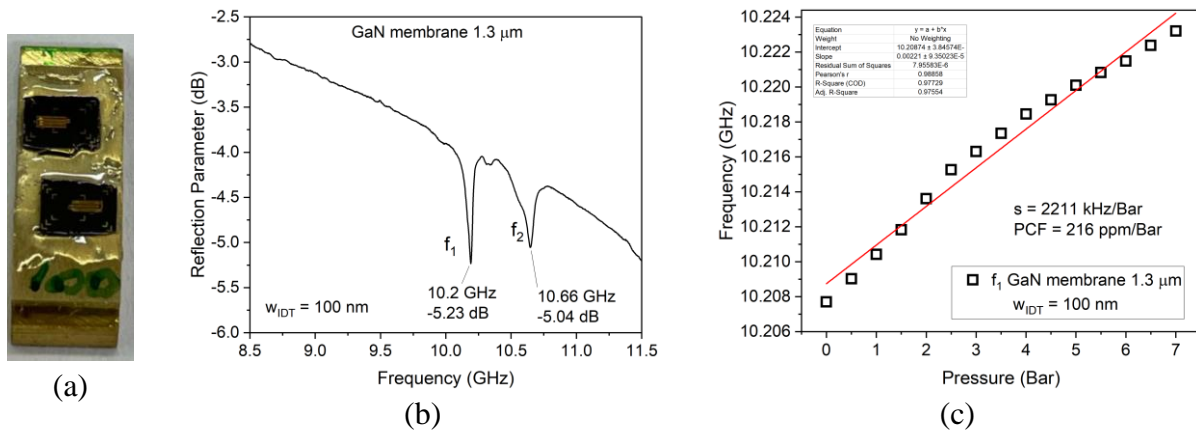 1000
(a)
GaN membrane 1.3 μm
Reflection Parameter (dB)
-2.5
-3.0
-3.5
-4.0
-4.5
-5.0
-5.5
-6.0
f1
f2
10.2 GHz
-5.23 dB
10.66 GHz
-5.04 dB
wIDT = 100 nm
8.5 9.0 9.5 10.0 10.5 11.0 11.5
Frequency (GHz)
(b)
Frequency (GHz)
10.224
10.222
10.220
10.218
10.216
10.214
10.212
10.210
10.208
10.206
Equation y = a + b*x
Weight No Weighting
Intercept 10.20874 ± 3.84574E-
Slope 0.00221 ± 9.35023E-5
Residual Sum of Squares 7.95583E-6
Pearson's r 0.98858
R-Square (COD) 0.97729
Adj. R-Square 0.97554
s = 2211 kHz/Bar
PCF = 216 ppm/Bar
f1 GaN membrane 1.3 μm
wIDT = 100 nm
0 1 2 3 4 5 6 7
Pressure (Bar)
(c)